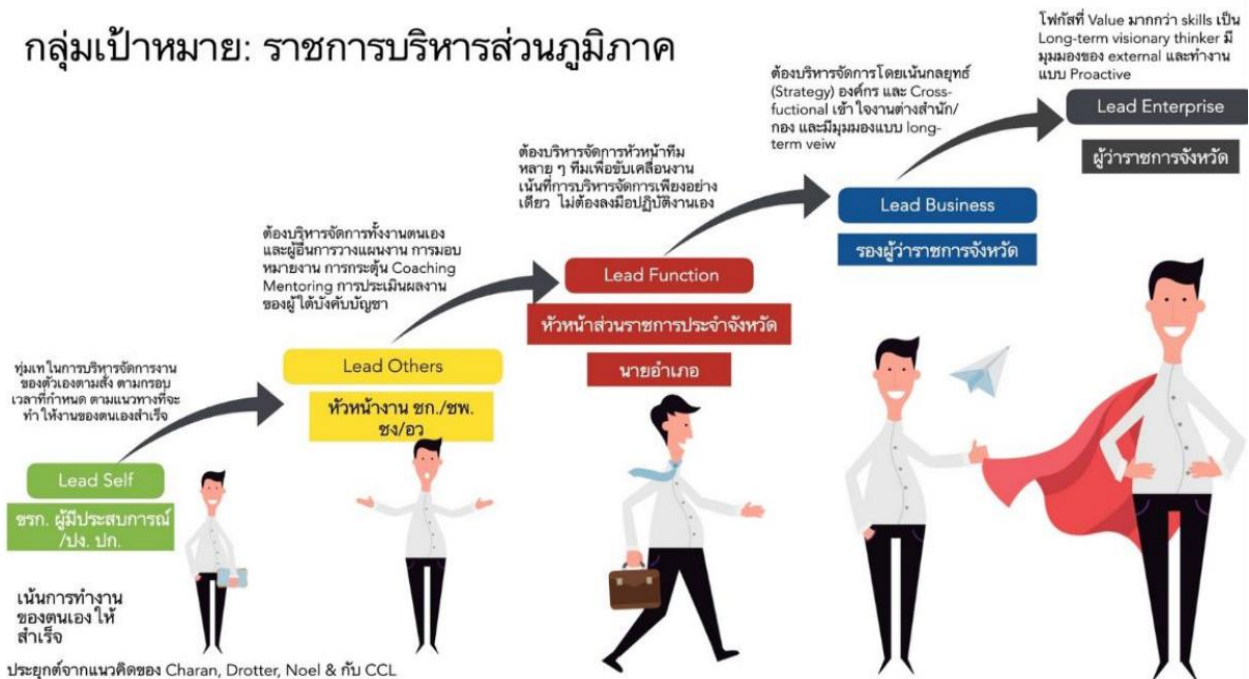 กลุ่มเป้าหมาย: ราชการบริหารส่วนภูมิภาค
โฟกัสที่ Value มากกว่า skills เป็น
Long-term visionary thinker มี
มุมมองของ external และทำงาน
แบบ Proactive
Lead Enterprise
ผู้ว่าราชการจังหวัด
ต้องบริหารจัดการโดยเน้นกลยุทธ์
(Strategy) องค์กร และ Cross-
fuctional เข้าใจงานต่างสำนัก/
กอง และมีมุมมองแบบ long-
term veiw
Lead Business
รองผู้ว่าราชการจังหวัด
ต้องบริหารจัดการหัวหน้าทีม
หลาย ๆ ทีมเพื่อขับเคลื่อนงาน
เน้นที่การบริหารจัดการเพียงอย่าง
เดียว ไม่ต้องลงมือปฏิบัติงานเอง
Lead Function
หัวหน้าส่วนราชการประจำจังหวัด
นายอำเภอ
ต้องบริหารจัดการทั้งงานตนเอง
และผู้อื่นการวางแผนงาน การมอบ
หมายงาน การกระตุ้น Coaching
Mentoring การประเมินผลงาน
ของผู้ใต้บังคับบัญชา
Lead Others
หัวหน้างาน ชก./ชพ.
ชง/อว
ทุ่มเทในการบริหารจัดการงาน
ของตัวเองตามสั่ง ตามกรอบ
เวลาที่กำหนด ตามแนวทางที่จะ
ทำให้งานของตนเองสำเร็จ
Lead Self
ขรก. ผู้มีประสบการณ์
/ปง. ปก.
เน้นการทำงาน
ของตนเองให้
สำเร็จ
ประยุกต์จากแนวคิดของ Charan, Drotter, Noel & กับ CCL